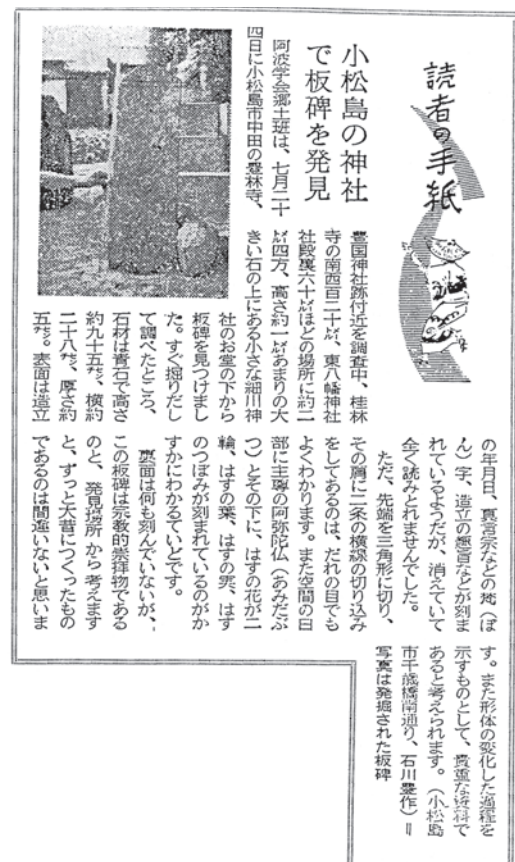 読者の手紙
小松島の神社
で板碑を発見
阿波学会郷土班は、七月二十
四日に小松島市中田の豊林寺、
豊国神社跡付近を調査中、桂林
寺の南四百二十㍍、東八幡神社
社段裏六十㍍ほどの場所に約二
㍍四方、高さ約一㍍あまりの大
きい石の上にある小さな細川神
社のお堂の下から
板碑を見つけまし
た。すぐ掘りだし
て調べたところ、
石材は青石で高さ
約九十五㌢、横約
二十八㌢、厚さ約
五㌢。表面は造立
の年月日、真言宗などの梵（ぼ
ん）字、造立の趣旨などが刻ま
れているようだが、消えていて
全く読みとれませんでした。
ただ、先端を三角形に切り、
その肩に二条の横線の切り込み
をしてあるのは、だれの目でも
よくわかります。また空間の白
部に主尊の阿弥陀仏（あみだぶ
つ）とその下に、はすの花が二
輪、はすの葉、はすの実、はす
のつぼみが刻まれているのがか
すかにわかるていどです。
裏面は何も刻んでいないが、
この板碑は宗教的崇拝物である
のと、発見場所から考えます
と、ずっと大昔につくったもの
であるのは間違いないと思いま
す。また形体の変化した過程を
示すものとして、貴重な資料で
あると考えられます。（小松島
市千歳橋南通り、石川豊作）＝
写真は発掘された板碑